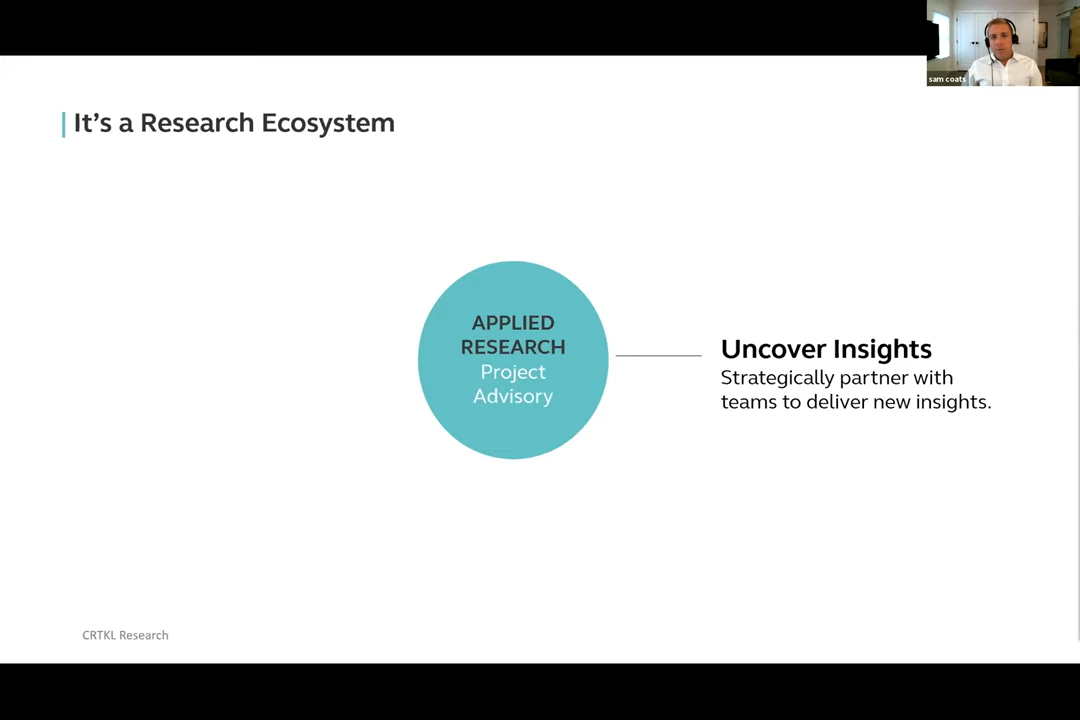 sam coats
It’s a Research Ecosystem
APPLIED
RESEARCH
Project
Advisory
Uncover Insights
Strategically partner with
teams to deliver new insights.
CRTKL Research